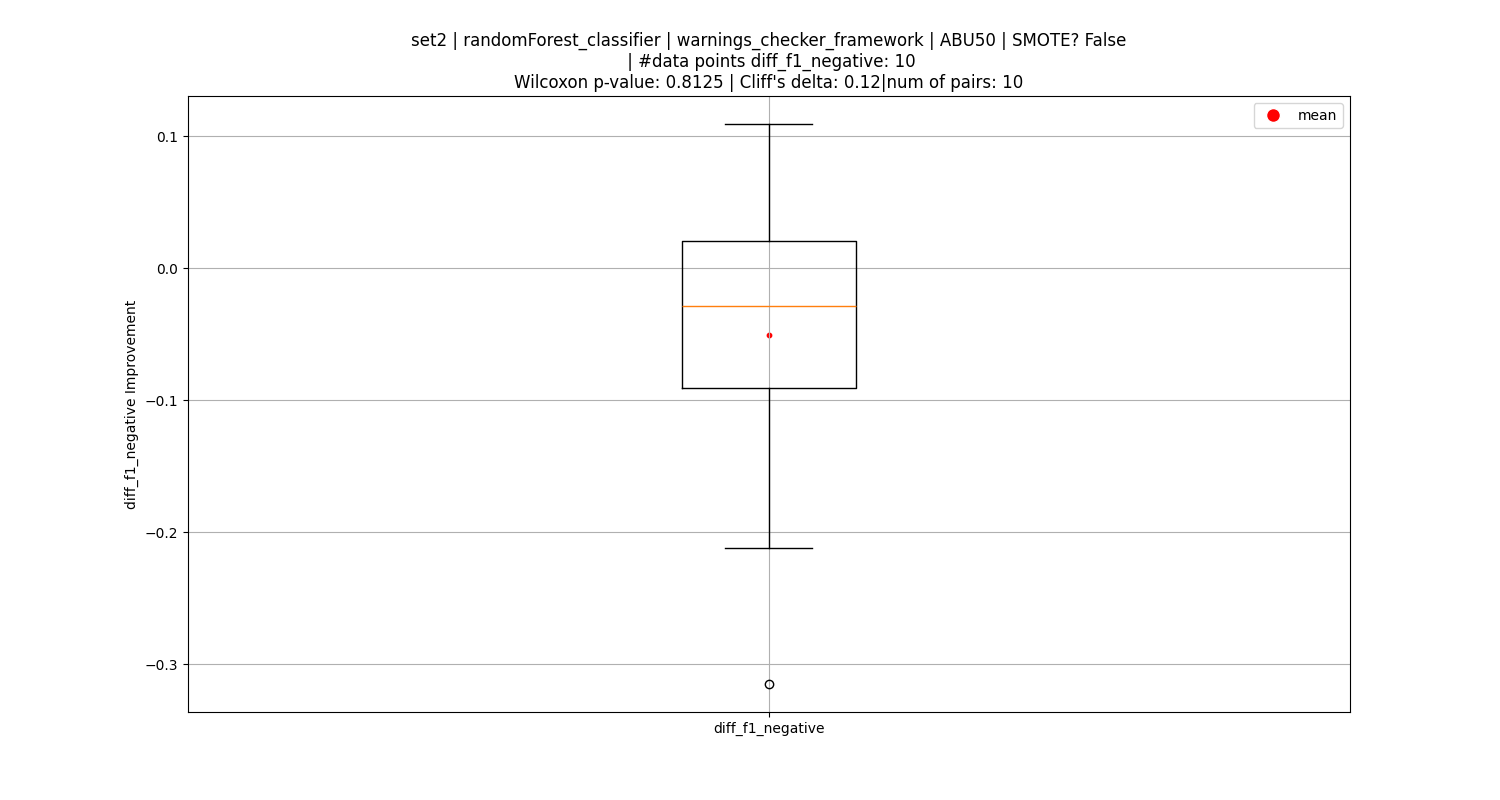 set2 | randomForest_classifier | warnings_checker_framework | ABU50 | SMOTE? False
| #data points diff_f1_negative: 10
Wilcoxon p-value: 0.8125 | Cliff's delta: 0.12|num of pairs: 10
mean
0.1
0.0
−0.1
−0.2
−0.3
diff_f1_negative Improvement
diff_f1_negative